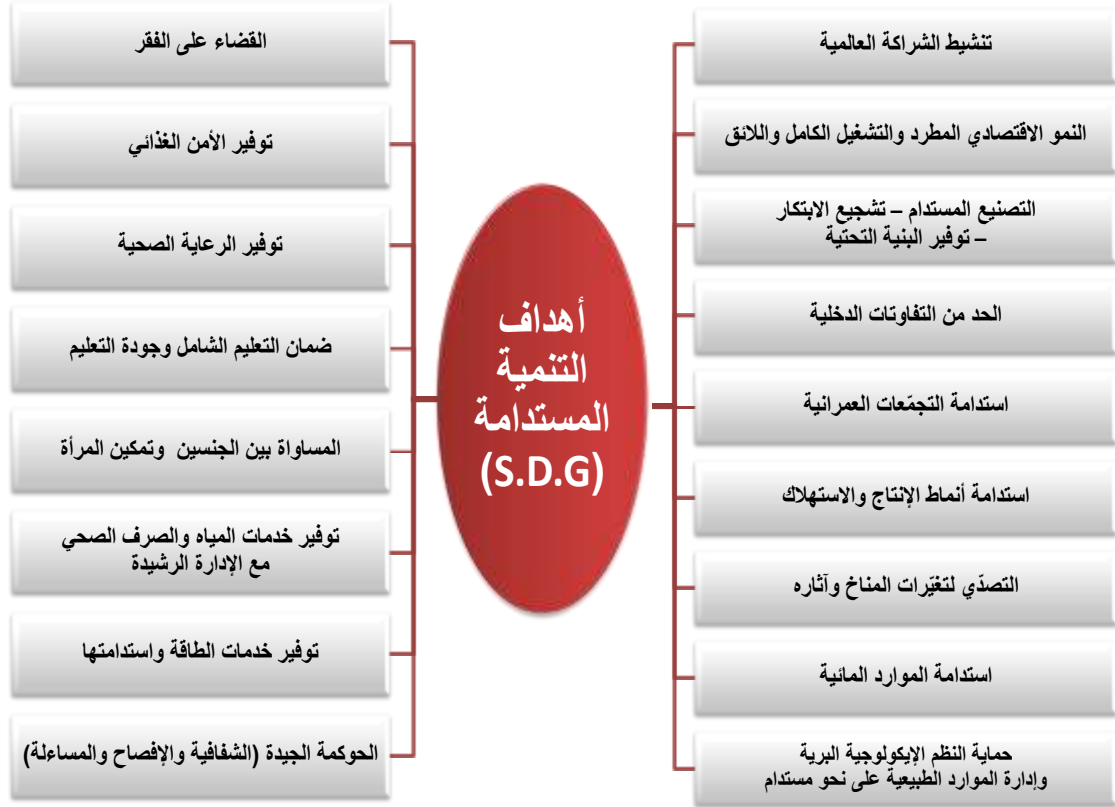 أهداف
التنمية
المستدامة
(S.D.G)
تنشيط الشراكة العالمية
النمو الاقتصادي المطرد والتشغيل الكامل واللائق
التصنيع المستدام – تشجيع الابتكار
– توفير البنية التحتية
الحد من التفاوتات الدخلية
استدامة التجمّعات العمرانية
استدامة أنماط الإنتاج والاستهلاك
التصدّي لتغيّرات المناخ وآثاره
استدامة الموارد المائية
حماية النظم الإيكولوجية البرية
وإدارة الموارد الطبيعية على نحو مستدام
القضاء على الفقر
توفير الأمن الغذائي
توفير الرعاية الصحية
ضمان التعليم الشامل وجودة التعليم
المساواة بين الجنسين وتمكين المرأة
توفير خدمات المياه والصرف الصحي
مع الإدارة الرشيدة
توفير خدمات الطاقة واستدامتها
الحوكمة الجيدة (الشفافية والإفصاح والمساءلة)